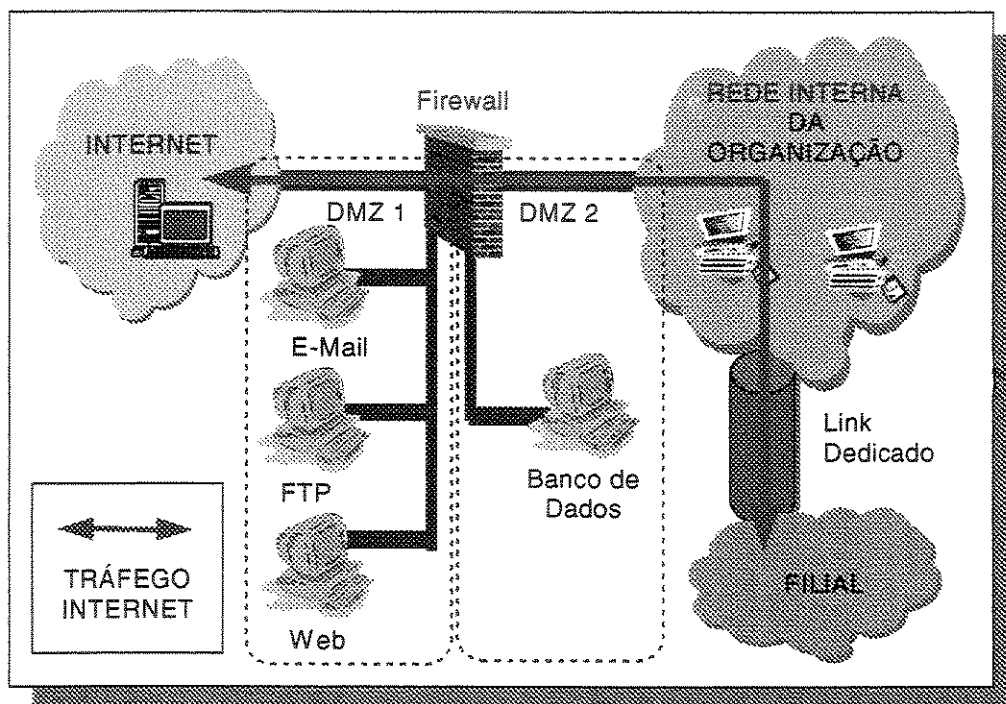 Firewall
INTERNET
REDE INTERNA
DA
ORGANIZAÇÃO
DMZ 1
DMZ 2
E-Mail
FTP
Web
Banco de
Dados
Link
Dedicado
FILIAL
TRÁFEGO
INTERNET